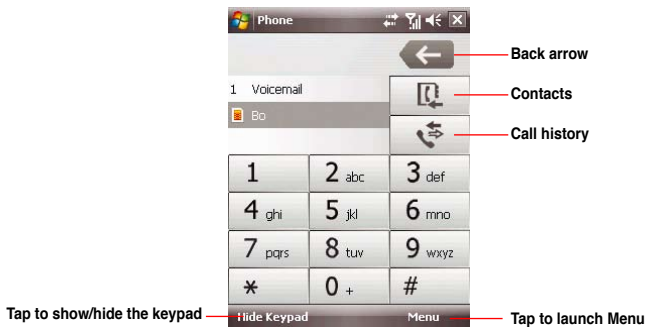 Phone
Back arrow
1 Voicemail
Contacts
Bo
Call history
1
2 abc
3 def
4 ghi
5 jkl
6 mno
7 pqrs
8 tuv
9 wxyz
*
0 +
#
Tap to show/hide the keypad
Hide Keypad
Menu
Tap to launch Menu